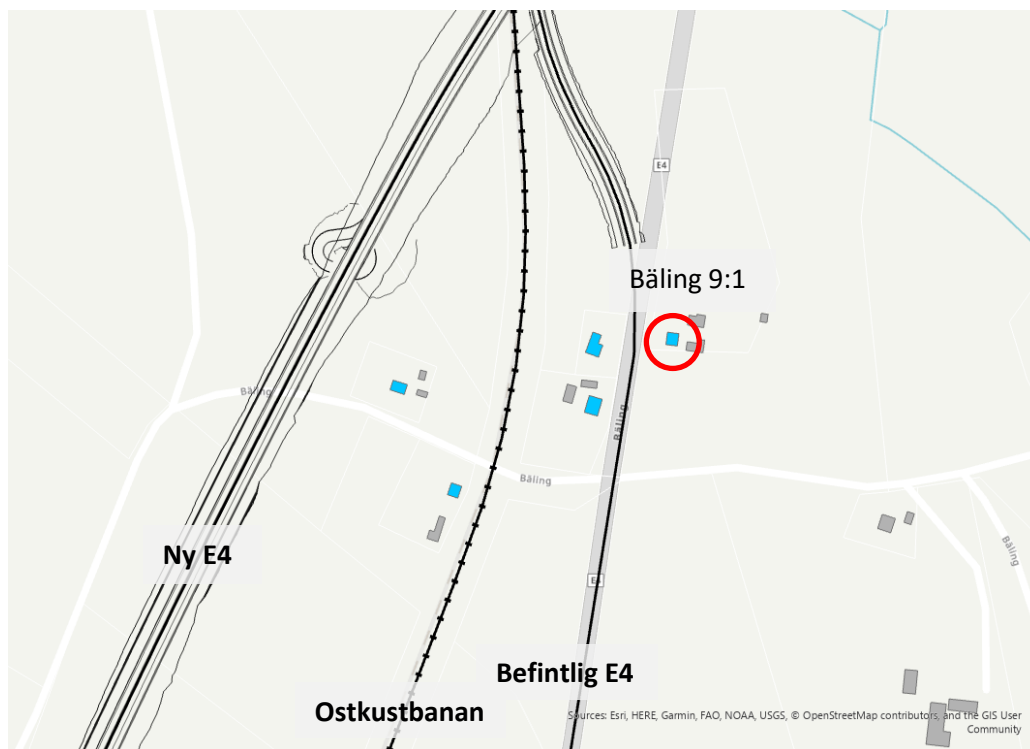 E4
Bäling 9:1
Bäling
Bäling
Bäling
Bäling
Ny E4
E4
Befintlig E4
Ostkustbanan
Sources: Esri, HERE, Garmin, FAO, NOAA, USGS, © OpenStreetMap contributors, and the GIS User
Community